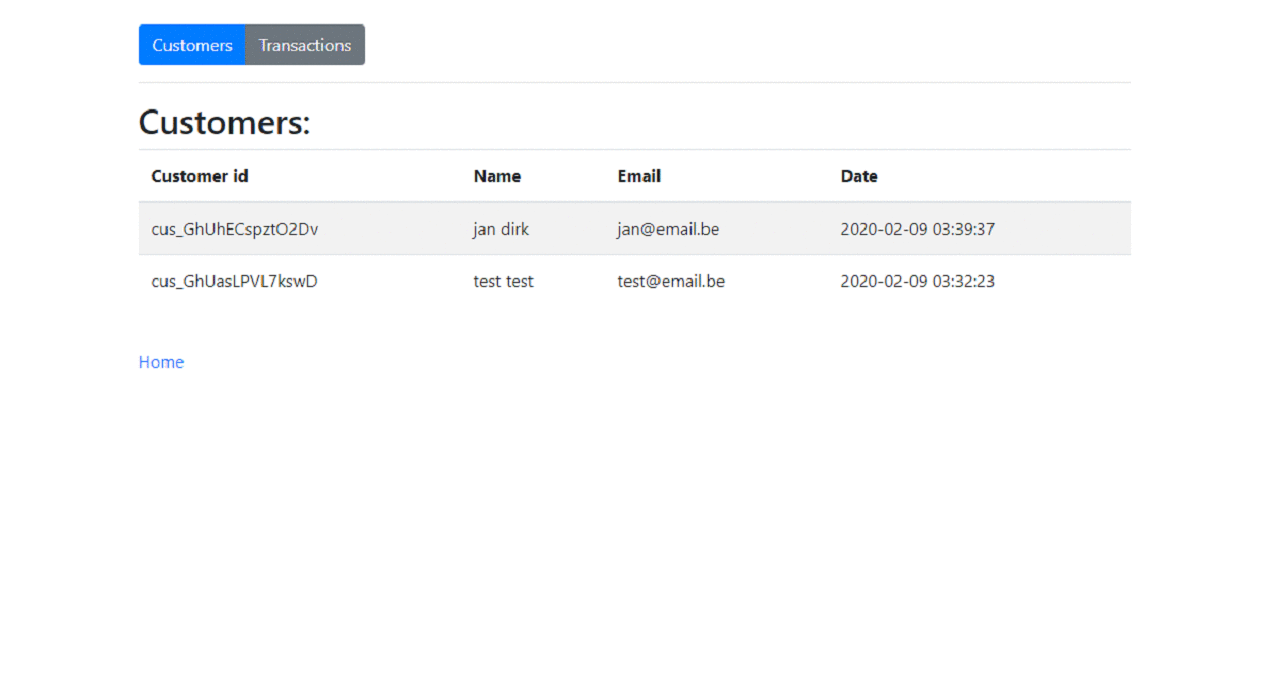 Customers Transactions
Customers:
Customer id Name Email Date
cus_GhUhECspztO2Dv jan dirk jan@email.be 2020-02-09 03:39:37
cus_GhUasLPVL7kswD test test test@email.be 2020-02-09 03:32:23
Home